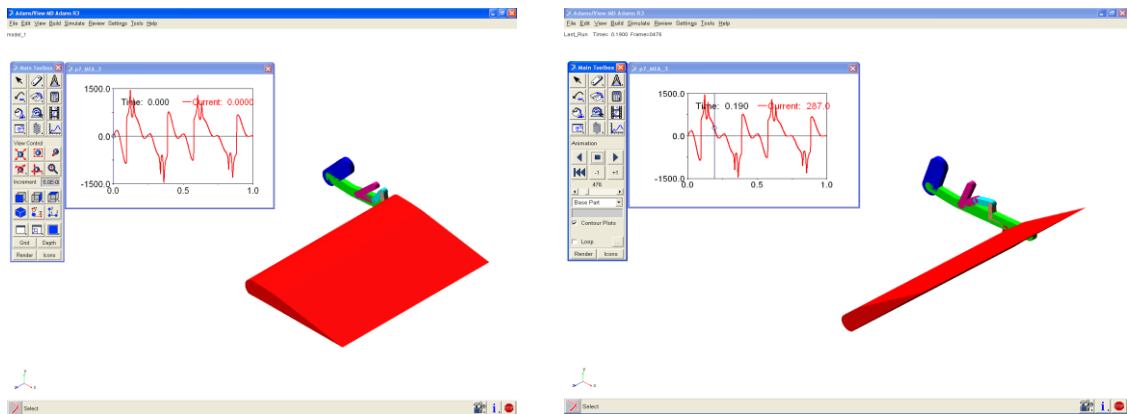 Adams/View MD Adams R3
File Edit View Build Simulate Review Settings Tools Help
model_1
Main Toolbox
p7_MEA_3
1500.0
Time: 0.000
Current: 0.0000
0.0
-1500.0
0.0
0.5
1.0
View Control
Increment
Grid Depth
Render Icons
y
x
Select
Adams/View MD Adams R3
File Edit View Build Simulate Review Settings Tools Help
Last_Run Time= 0.1900 Frame=0476
Main Toolbox
p7_MEA_3
1500.0
Time: 0.190
Current: 287.0
0.0
-1500.0
0.0
0.5
1.0
Animation
-1 +1
476
Base Part
Contour Plots
Loop
Render Icons
y
x
Select